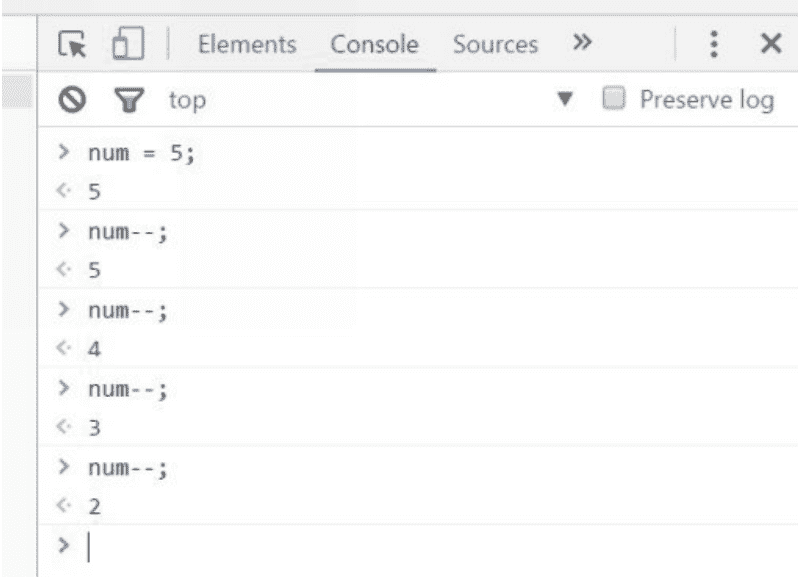 Elements Console Sources »
top ▼ Preserve log
> num = 5;
<· 5
> num--;
<· 5
> num--;
<· 4
> num--;
<· 3
> num--;
<· 2
>